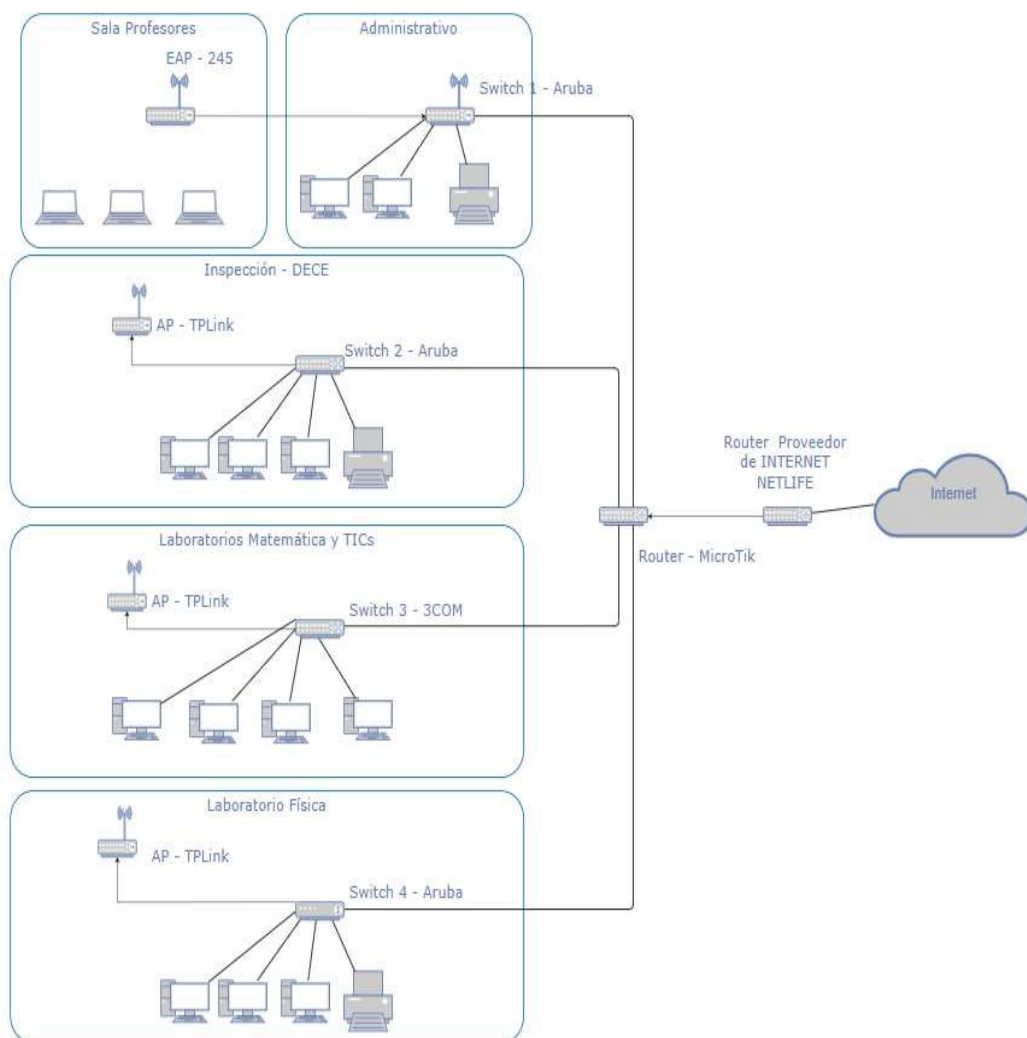 Sala Profesores
EAP - 245
Administrativo
Switch 1 - Aruba
Inspección - DECE
AP - TPLink
Switch 2 - Aruba
Router Proveedor
de INTERNET
NETLIFE
Internet
Router - MicroTik
Laboratorios Matemática y TICs
AP - TPLink
Switch 3 - 3COM
Laboratorio Física
AP - TPLink
Switch 4 - Aruba